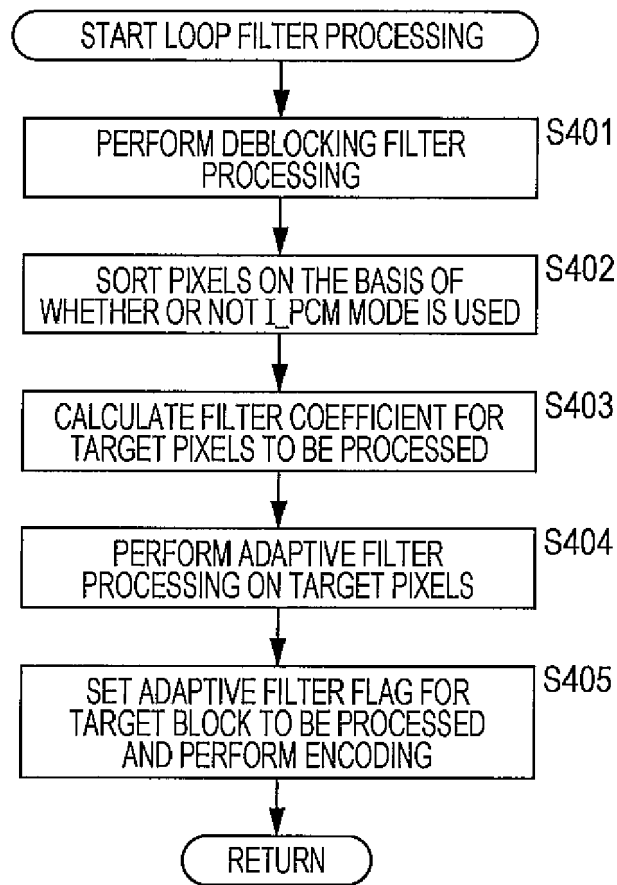 START LOOP FILTER PROCESSING
S401
PERFORM DEBLOCKING FILTER
PROCESSING
S402
SORT PIXELS ON THE BASIS OF
WHETHER OR NOT I_PCM MODE IS USED
S403
CALCULATE FILTER COEFFICIENT FOR
TARGET PIXELS TO BE PROCESSED
S404
PERFORM ADAPTIVE FILTER
PROCESSING ON TARGET PIXELS
S405
SET ADAPTIVE FILTER FLAG FOR
TARGET BLOCK TO BE PROCESSED
AND PERFORM ENCODING
RETURN